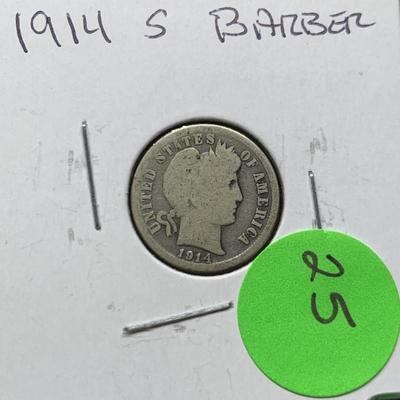 1914 S BARBER
UNITED STATES OF AMERICA
1914
25